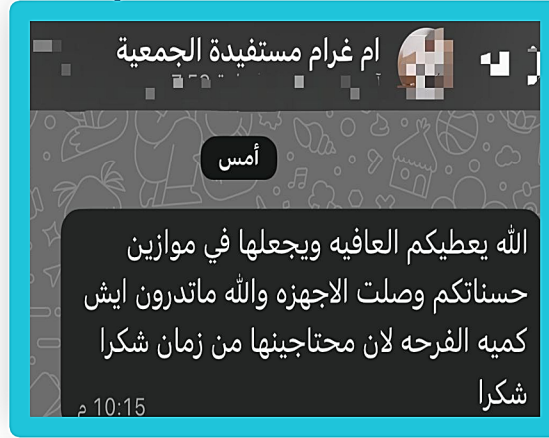 ام غرام مستفيدة الجمعية
أمس
الله يعطيكم العافيه ويجعلها في موازين
حسناتكم وصلت الاجهزه والله ماتدرون ايش
كميه الفرحه لان محتاجينها من زمان شكرا
شكرا
10:15 م